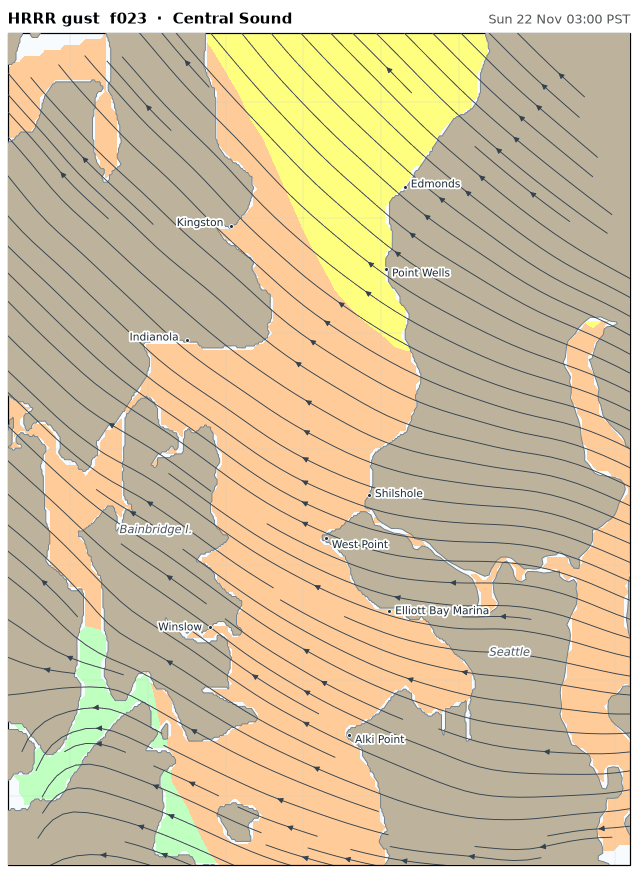 HRRR gust f023 · Central Sound
Sun 22 Nov 03:00 PST
Edmonds
Kingston
Point Wells
Indianola
Shilshole
Bainbridge I.
West Point
Elliott Bay Marina
Winslow
Seattle
Alki Point